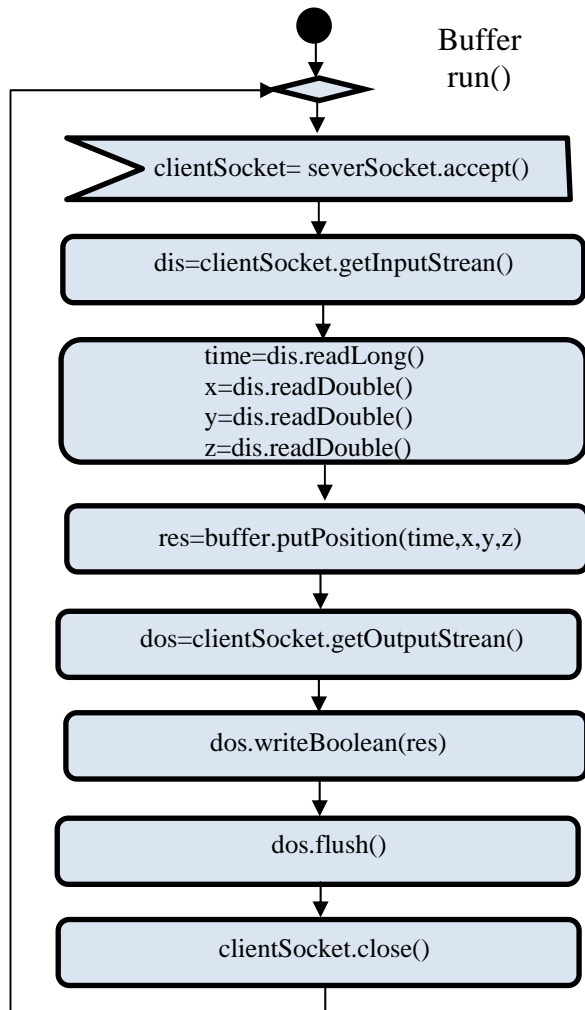 Buffer
run()
clientSocket= severSocket.accept()
dis=clientSocket.getInputStrean()
time=dis.readLong()
x=dis.readDouble()
y=dis.readDouble()
z=dis.readDouble()
res=buffer.putPosition(time,x,y,z)
dos=clientSocket.getOutputStrean()
dos.writeBoolean(res)
dos.flush()
clientSocket.close()